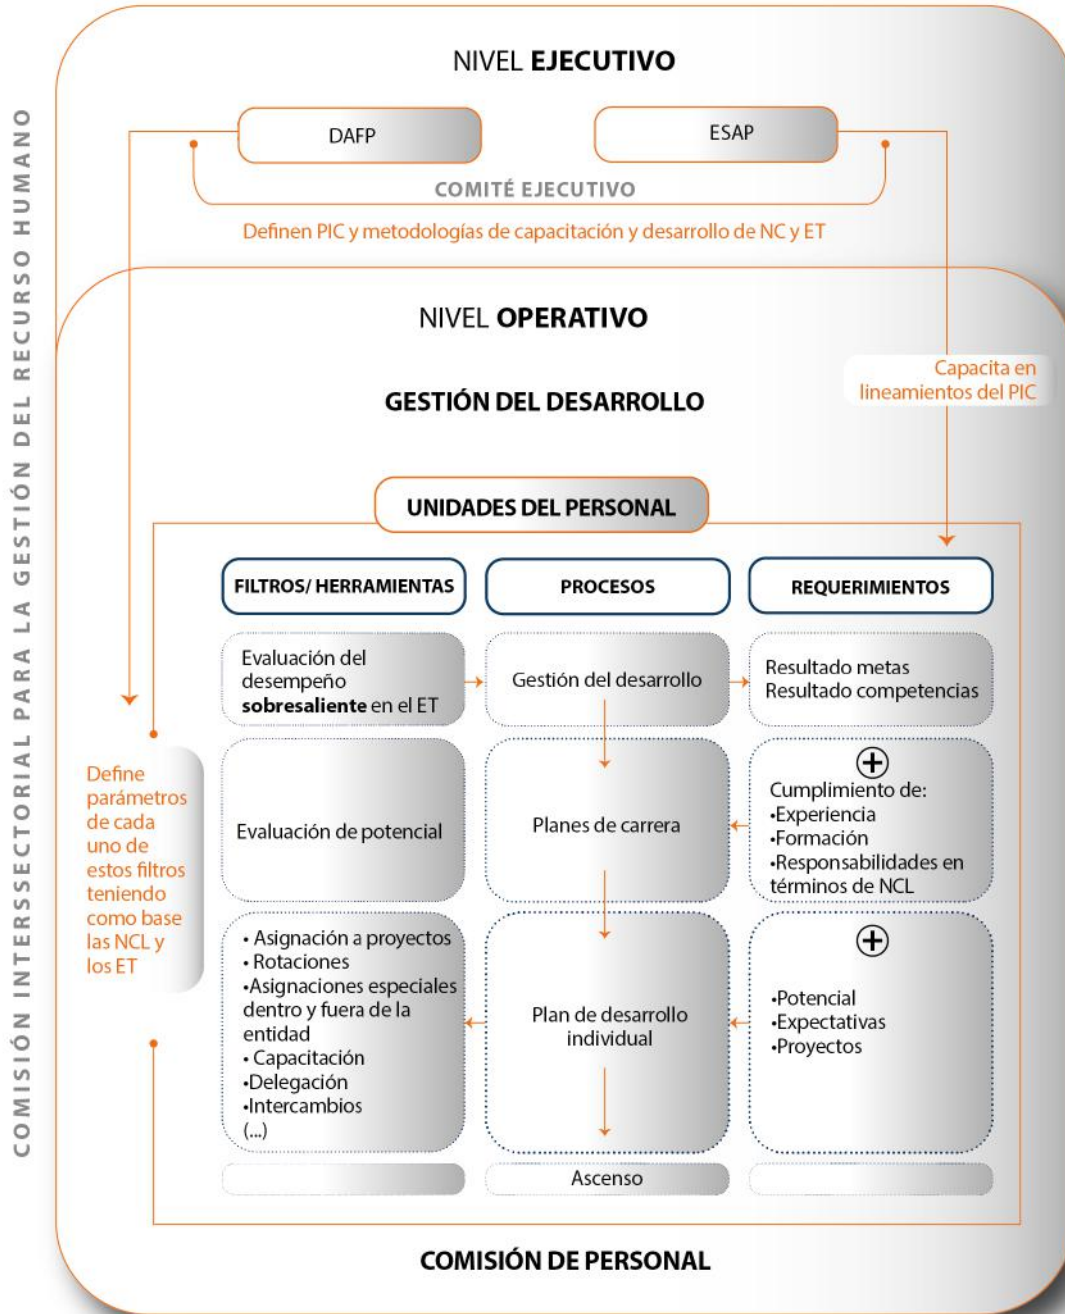 COMISIÓN INTERSSECTORIAL PARA LA GESTIÓN DEL RECURSO HUMANO
NIVEL EJECUTIVO
DAFP
ESAP
COMITÉ EJECUTIVO
Definen PIC y metodologías de capacitación y desarrollo de NC y ET
NIVEL OPERATIVO
Capacita en
lineamientos del PIC
GESTIÓN DEL DESARROLLO
UNIDADES DEL PERSONAL
FILTROS/ HERRAMIENTAS
PROCESOS
REQUERIMIENTOS
Evaluación del
desempeño
sobresaliente en el ET
Gestión del desarrollo
Resultado metas
Resultado competencias
Define
parámetros
de cada
uno de
estos filtros
teniendo
como base
las NCL y
los ET
Evaluación de potencial
Planes de carrera
+
Cumplimiento de:
•Experiencia
•Formación
•Responsabilidades en
términos de NCL
• Asignación a proyectos
• Rotaciones
•Asignaciones especiales
dentro y fuera de la
entidad
• Capacitación
•Delegación
•Intercambios
(...)
Plan de desarrollo
individual
+
•Potencial
•Expectativas
•Proyectos
Ascenso
COMISIÓN DE PERSONAL